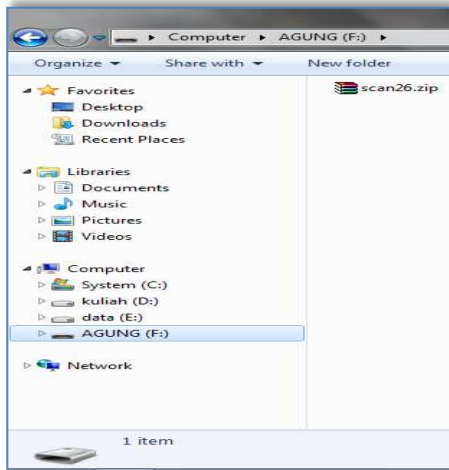 Computer AGUNG (F:)
Organize Share with New folder
Favorites
Desktop
Downloads
Recent Places
Libraries
Documents
Music
Pictures
Videos
Computer
System (C:)
kuliah (D:)
data (E:)
AGUNG (F:)
Network
scan26.zip
1 item